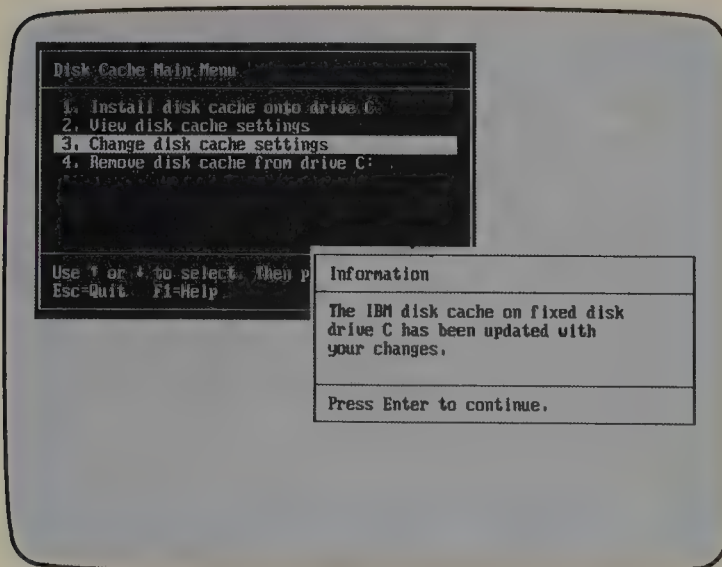 Disk Cache Main Menu
1. Install disk cache onto drive C:
2. View disk cache settings
3. Change disk cache settings
4. Remove disk cache from drive C:
Use ↑ or ↓ to select. Then p
Esc=Quit F1=Help
Information
The IBM disk cache on fixed disk
drive C has been updated with
your changes.
Press Enter to continue.